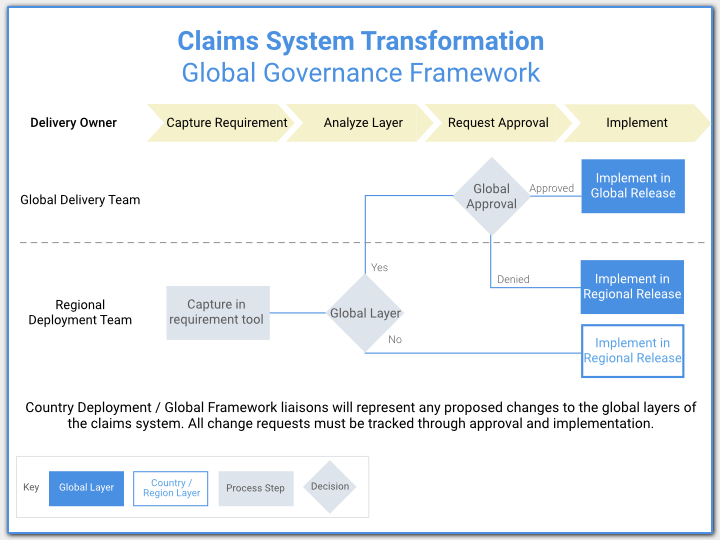 Claims System Transformation
Global Governance Framework
Delivery Owner
Capture Requirement
Analyze Layer
Request Approval
Implement
Global Delivery Team
Global
Approval
Approved
Implement in
Global Release
Yes
Denied
Implement in
Regional Release
Regional
Deployment Team
Capture in
requirement tool
Global Layer
No
Implement in
Regional Release
Country Deployment / Global Framework liaisons will represent any proposed changes to the global layers of
the claims system. All change requests must be tracked through approval and implementation.
Key
Global Layer
Country /
Region Layer
Process Step
Decision